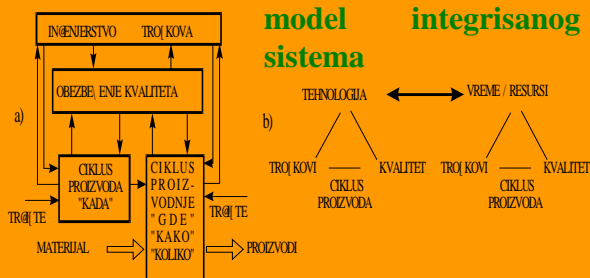 model integrisanog
sistema
a)
IN@ENJERSTVO TRO[KOVA
OBEZBE\ENJE KVALITETA
CIKLUS
PROIZVODA
"KADA"
CIKLUS
PROIZ-
VODNJE
"GDE"
"KAKO"
"KOLIKO"
TR@I[TE
TR@I[TE
MATERIJAL
PROIZVODI
b)
TEHNOLOGIJA
TRO[KOVI
KVALITET
CIKLUS
PROIZVODA
VREME / RESURSI
TRO[KOVI
KVALITET
CIKLUS
PROIZVODA